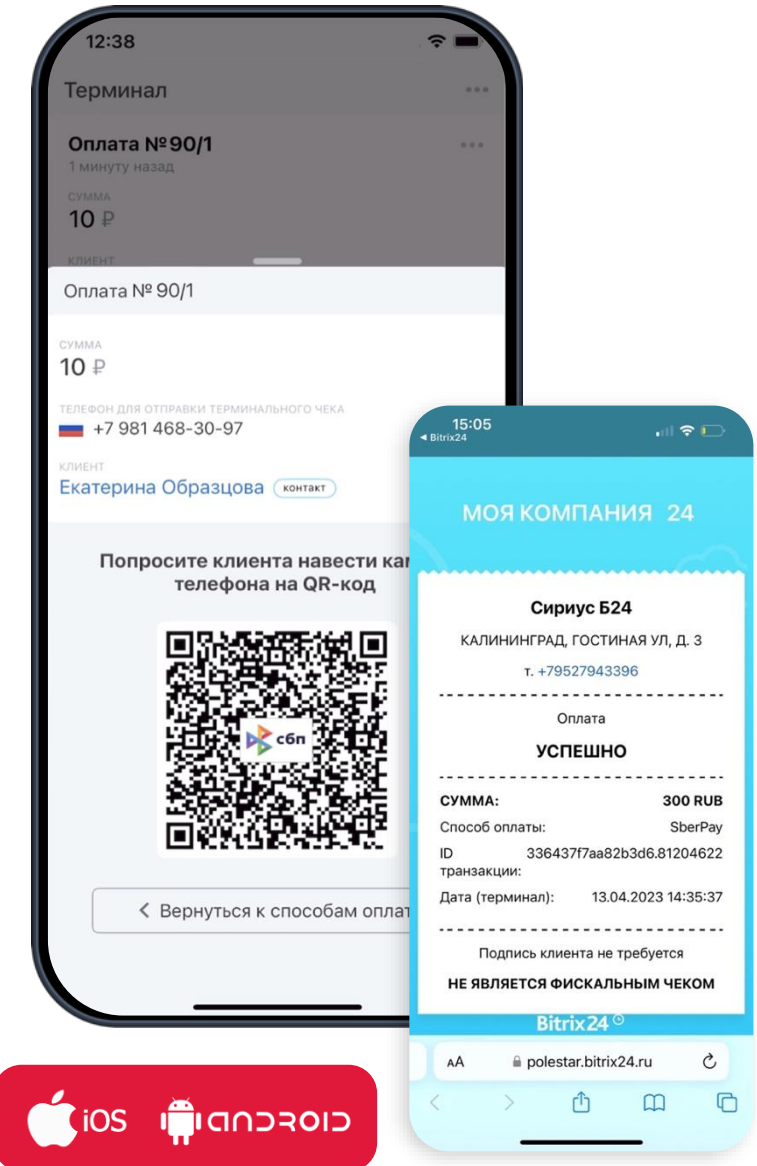 12:38
Терминал
Оплата №90/1
1 минуту назад
СУММА
10 ₽
КЛИЕНТ
Оплата № 90/1
СУММА
10 ₽
ТЕЛЕФОН ДЛЯ ОТПРАВКИ ТЕРМИНАЛЬНОГО ЧЕКА
+7 981 468-30-97
КЛИЕНТ
Екатерина Образцова контакт
Попросите клиента навести
телефона на QR-код
сбп
Вернуться к способам
15:05
Bitrix24
МОЯ КОМПАНИЯ 24
Сириус Б24
КАЛИНИНГРАД, ГОСТИНАЯ УЛ, Д. 3
т. +79527943396
Оплата
УСПЕШНО
СУММА: 300 RUB
Способ оплаты: SberPay
ID 336437f7aa82b3d6.81204622
транзакции:
Дата (терминал): 13.04.2023 14:35:37
Подпись клиента не требуется
НЕ ЯВЛЯЕТСЯ ФИСКАЛЬНЫМ ЧЕКОМ
Bitrix24
AA polestar.bitrix24.ru
iOS ANDROID